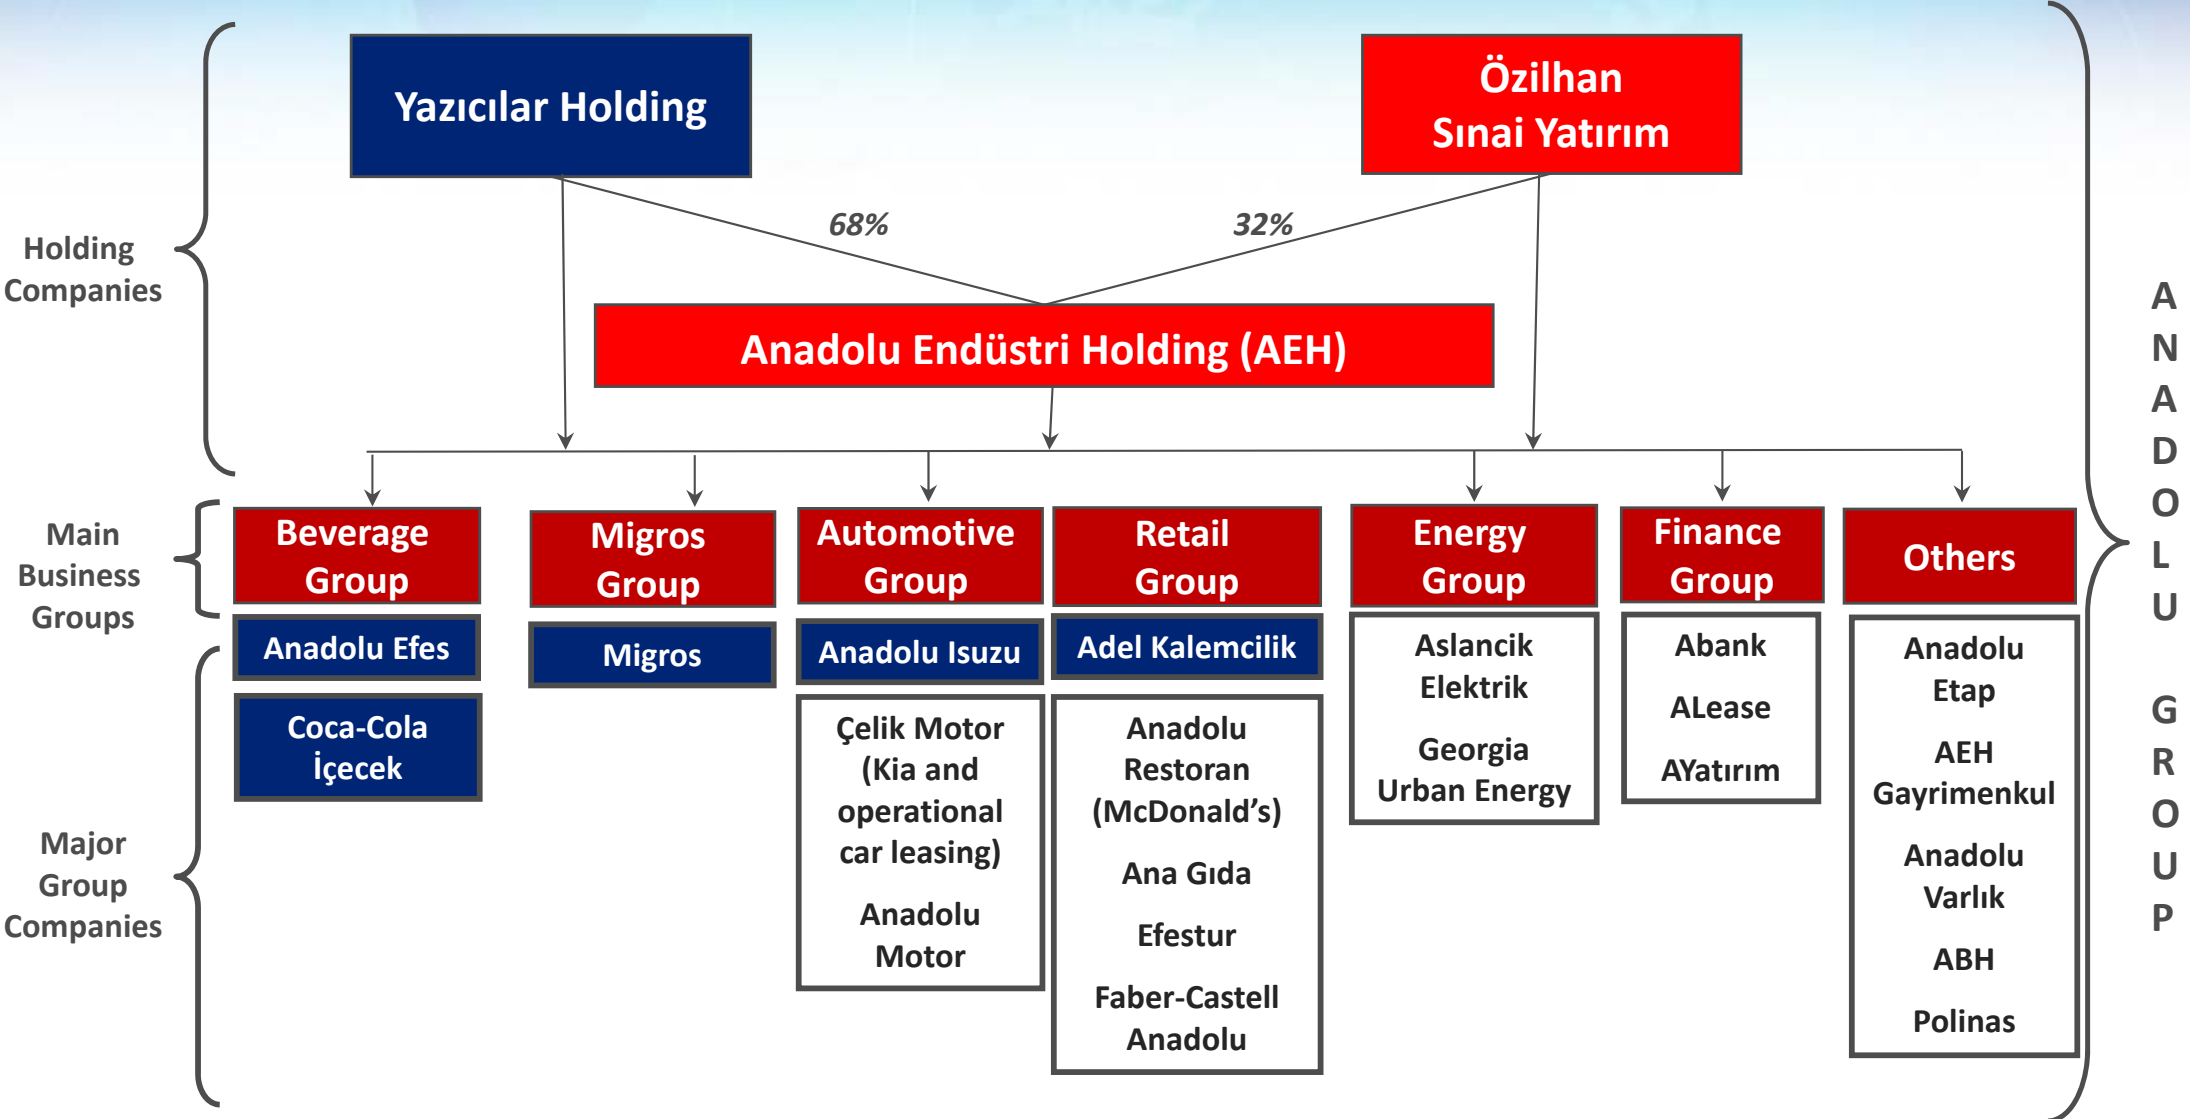 Yazıcılar Holding
Özilhan
Sınai Yatırım
68%
32%
Holding
Companies
Anadolu Endüstri Holding (AEH)
Main
Business
Groups
Beverage
Group
Migros
Group
Automotive
Group
Retail
Group
Energy
Group
Finance
Group
Others
Major
Group
Companies
Anadolu Efes
Coca-Cola
İçecek
Migros
Anadolu Isuzu
Çelik Motor
(Kia and
operational
car leasing)
Anadolu
Motor
Adel Kalemcilik
Anadolu
Restoran
(McDonald’s)
Ana Gıda
Efestur
Faber-Castell
Anadolu
Aslancik
Elektrik
Georgia
Urban Energy
Abank
ALease
AYatırım
Anadolu
Etap
AEH
Gayrimenkul
Anadolu
Varlık
ABH
Polinas
ANADOLU GROUP